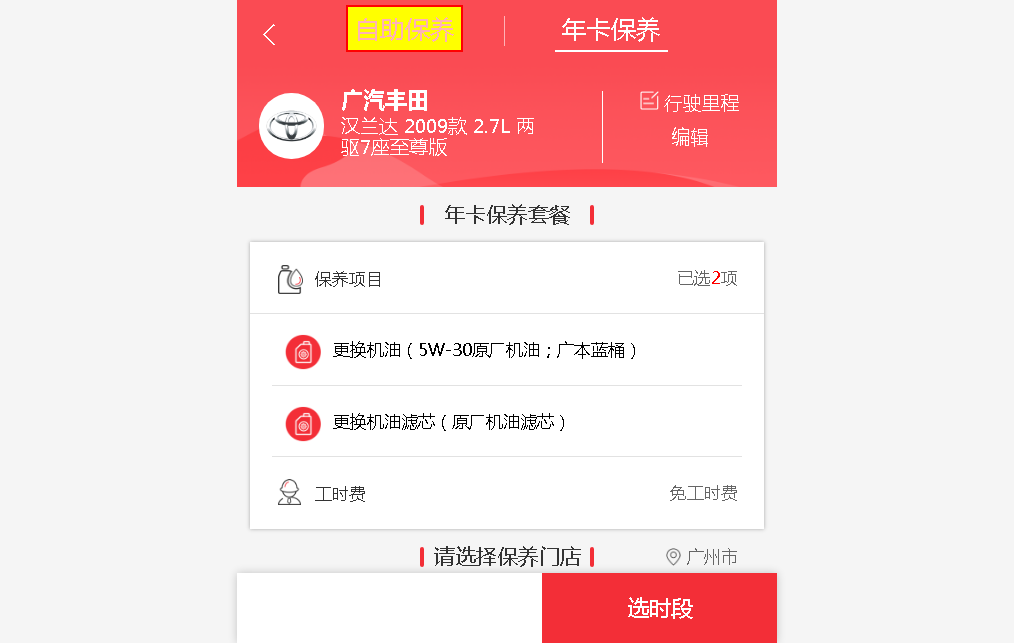 自助保养
年卡保养
广汽丰田
汉兰达 2009款 2.7L 两
驱7座至尊版
行驶里程
编辑
年卡保养套餐
保养项目
已选2项
更换机油（5W-30原厂机油；广本蓝桶）
更换机油滤芯（原厂机油滤芯）
工时费
免工时费
请选择保养门店
广州市
选时段